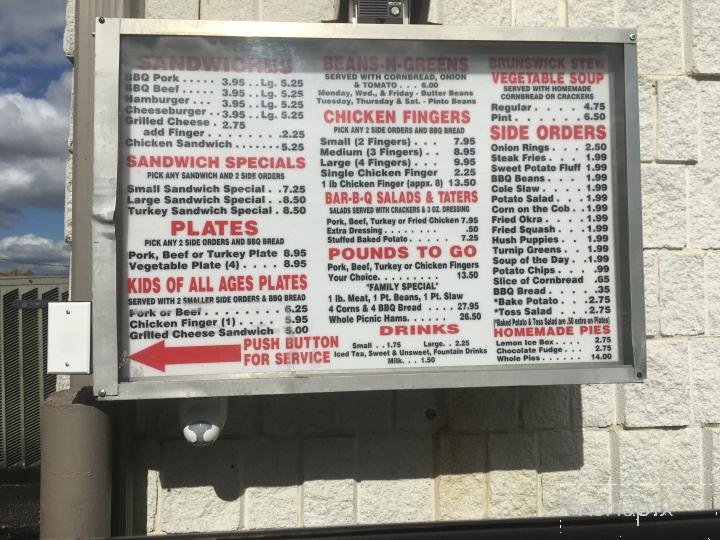 SANDWICHES
BBQ Pork ..... 3.95 ..Lg. 5.25
BBQ Beef ..... 3.95 ..Lg. 5.25
Hamburger ... 3.95 ..Lg. 5.25
Cheeseburger ..3.95 ..Lg. 5.25
Grilled Cheese . 2.75
add Finger ........... .2.25
Chicken Sandwich .......5.25
SANDWICH SPECIALS
PICK ANY SANDWICH AND 2 SIDE ORDERS
Small Sandwich Special . .7.25
Large Sandwich Special . .8.50
Turkey Sandwich Special . 8.50
PLATES
PICK ANY 2 SIDE ORDERS AND BBQ BREAD
Pork, Beef or Turkey Plate 8.95
Vegetable Plate (4) . . . . 8.95
KIDS OF ALL AGES PLATES
SERVED WITH 2 SMALLER SIDE ORDERS & BBQ BREAD
Pork or Beef. . . . . . . . . 6.25
Chicken Finger (1) . . . . . 5.95
Grilled Cheese Sandwich 5.00
PUSH BUTTON
FOR SERVICE
BEANS-N-GREENS
SERVED WITH CORNBREAD, ONION
& TOMATO . . . 6.00
Monday, Wed., & Friday - Butter Beans
Tuesday, Thursday & Sat. - Pinto Beans
CHICKEN FINGERS
PICK ANY 2 SIDE ORDERS AND BBQ BREAD
Small (2 Fingers) . . . 7.95
Medium (3 Fingers) . . . 8.95
Large (4 Fingers) . . . . 9.95
Single Chicken Finger 2.25
1 lb Chicken Finger (appx. 8) 13.50
BAR-B-Q SALADS & TATERS
SALADS SERVED WITH CRACKERS & 3 OZ. DRESSING
Pork, Beef, Turkey or Fried Chicken 7.95
Extra Dressing . . . . . . . . . . .50
Stuffed Baked Potato. . . . . . . 7.25
POUNDS TO GO
Pork, Beef, Turkey or Chicken Fingers
Your Choice. . . . . . . . . . . 13.50
"FAMILY SPECIAL"
1 lb. Meat, 1 Pt. Beans, 1 Pt. Slaw
4 Corns & 4 BBQ Bread . . . . 27.95
Whole Picnic Hams. . . . . . . 26.50
DRINKS
Small . . 1.75 Large. . 2.25
Iced Tea, Sweet & Unsweet, Fountain Drinks
Milk. . . 1.50
BRUNSWICK STEW
VEGETABLE SOUP
SERVED WITH HOMEMADE
CORNBREAD OR CRACKERS
Regular . . . . . . 4.75
Pint . . . . . . . . 6.50
SIDE ORDERS
Onion Rings . . . . 2.50
Steak Fries . . . . . 1.99
Sweet Potato Fluff 1.99
BBQ Beans . . . . . 1.99
Cole Slaw . . . . . . 1.99
Potato Salad . . . . 1.99
Corn on the Cob . .1.99
Fried Okra . . . . . 1.99
Fried Squash . . . . 1.99
Hush Puppies . . . 1.99
Turnip Greens . . . 1.99
Soup of the Day . .1.99
Potato Chips . . . . .99
Slice of Cornbread .65
BBQ Bread . . . . . .35
*Bake Potato . . . . 2.75
*Toss Salad . . . . .2.75
(*Baked Potato & Toss Salad are .50 extra on Plates)
HOMEMADE PIES
Lemon Ice Box. . . . 2.75
Chocolate Fudge . . . 2.75
Whole Pies . . . . . 14.00
menupix